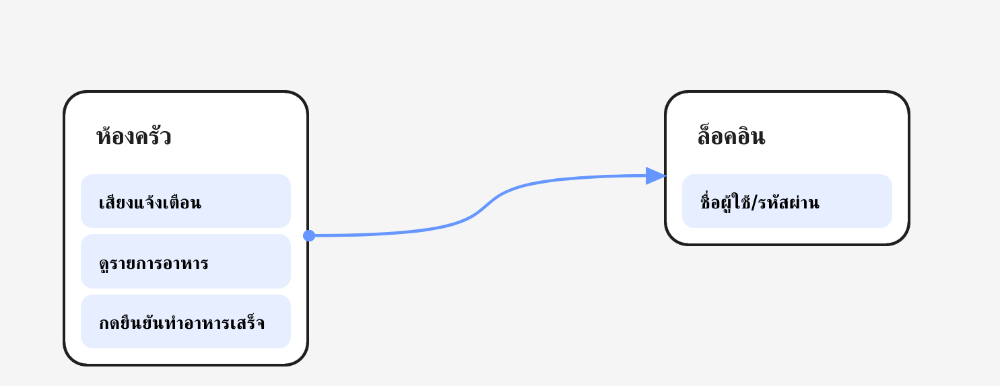 ห้องครัว
เสียงแจ้งเตือน
ดูรายการอาหาร
กดยืนยันทำอาหารเสร็จ
ล็อคอิน
ชื่อผู้ใช้/รหัสผ่าน